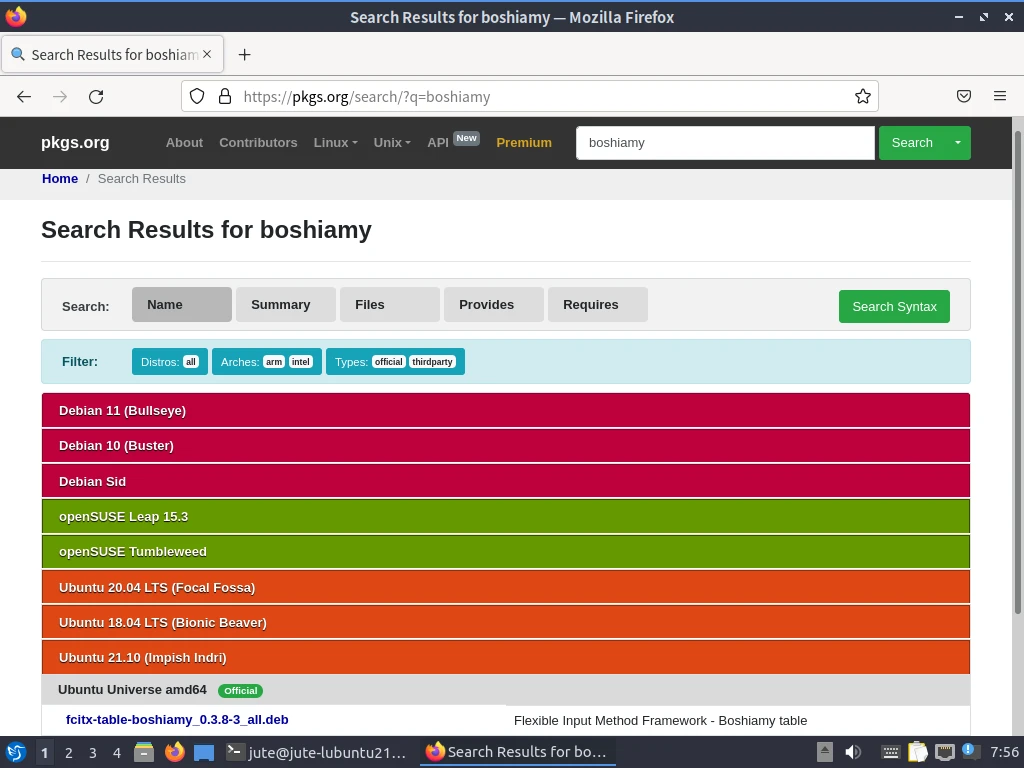 Search Results for boshiamy — Mozilla Firefox
Search Results for boshiam
https://pkgs.org/search/?q=boshiamy
pkgs.org About Contributors Linux Unix API New Premium boshiamy Search
Home / Search Results
Search Results for boshiamy
Search: Name Summary Files Provides Requires Search Syntax
Filter: Distros: all Arches: arm intel Types: official thirdparty
Debian 11 (Bullseye)
Debian 10 (Buster)
Debian Sid
openSUSE Leap 15.3
openSUSE Tumbleweed
Ubuntu 20.04 LTS (Focal Fossa)
Ubuntu 18.04 LTS (Bionic Beaver)
Ubuntu 21.10 (Impish Indri)
Ubuntu Universe amd64 Official
fcitx-table-boshiamy_0.3.8-3_all.deb Flexible Input Method Framework - Boshiamy table
1 2 3 4 jute@jute-lubuntu21... Search Results for bo... 7:56